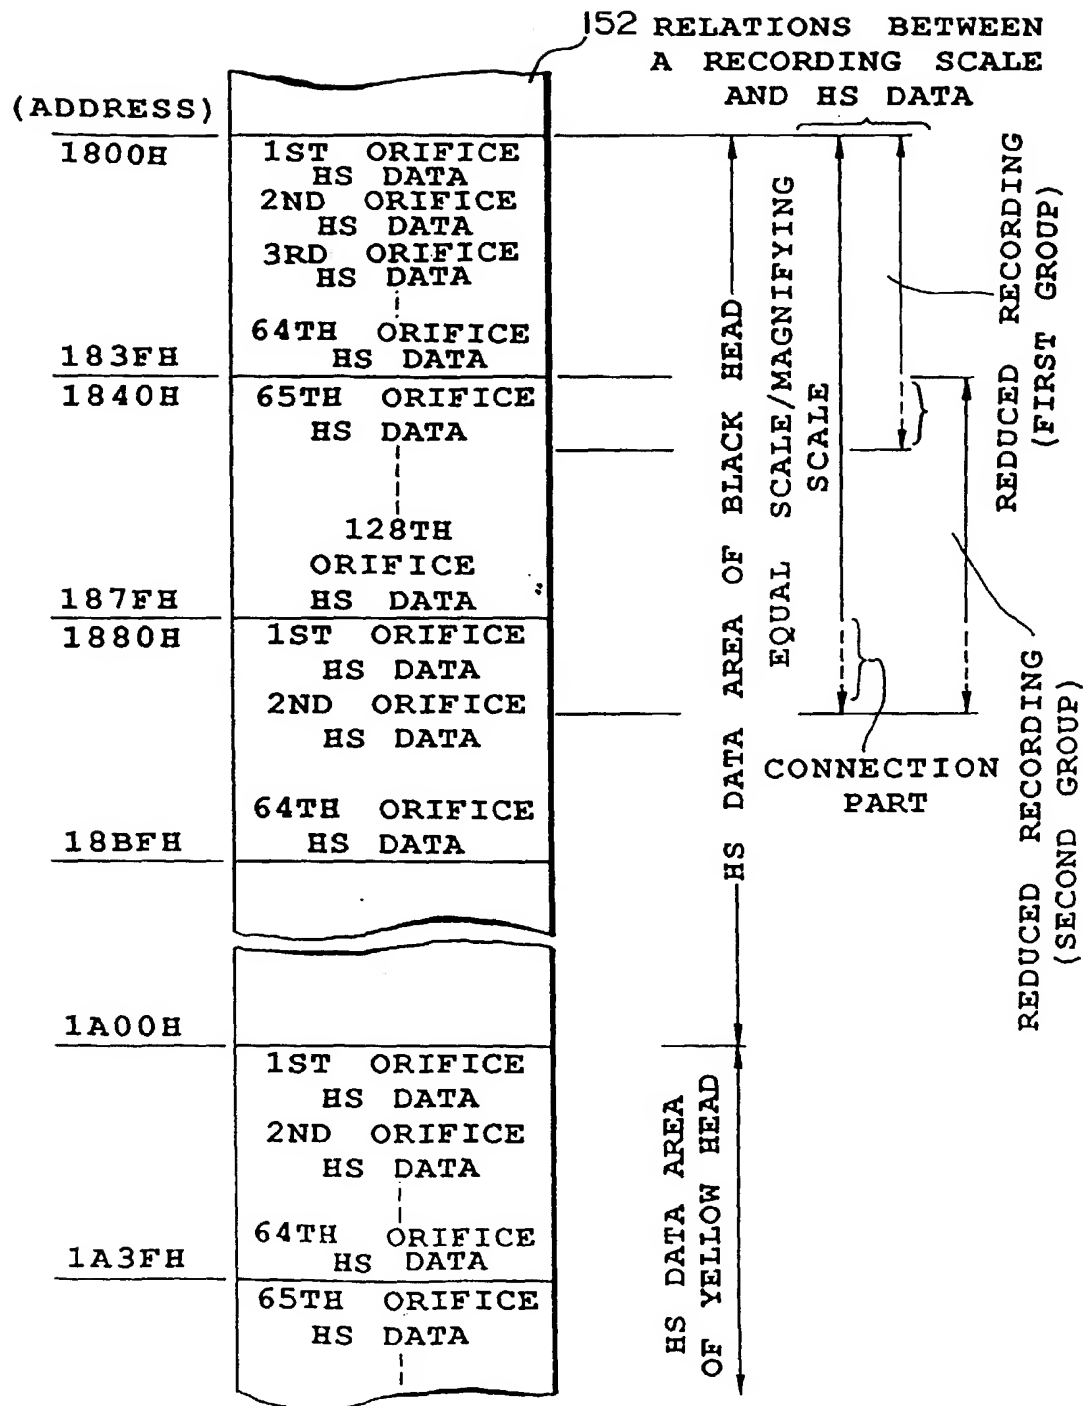 152 RELATIONS BETWEEN
A RECORDING SCALE
AND HS DATA
(ADDRESS)
1800H
1ST ORIFICE
HS DATA
2ND ORIFICE
HS DATA
3RD ORIFICE
HS DATA
64TH ORIFICE
HS DATA
183FH
1840H
65TH ORIFICE
HS DATA
128TH
ORIFICE
HS DATA
187FH
1880H
1ST ORIFICE
HS DATA
2ND ORIFICE
HS DATA
64TH ORIFICE
HS DATA
18BFH
1A00H
1ST ORIFICE
HS DATA
2ND ORIFICE
HS DATA
64TH ORIFICE
HS DATA
1A3FH
65TH ORIFICE
HS DATA
HS DATA AREA OF BLACK HEAD
HS DATA AREA
OF YELLOW HEAD
EQUAL SCALE/MAGNIFYING
SCALE
CONNECTION
PART
REDUCED RECORDING
(FIRST GROUP)
REDUCED RECORDING
(SECOND GROUP)